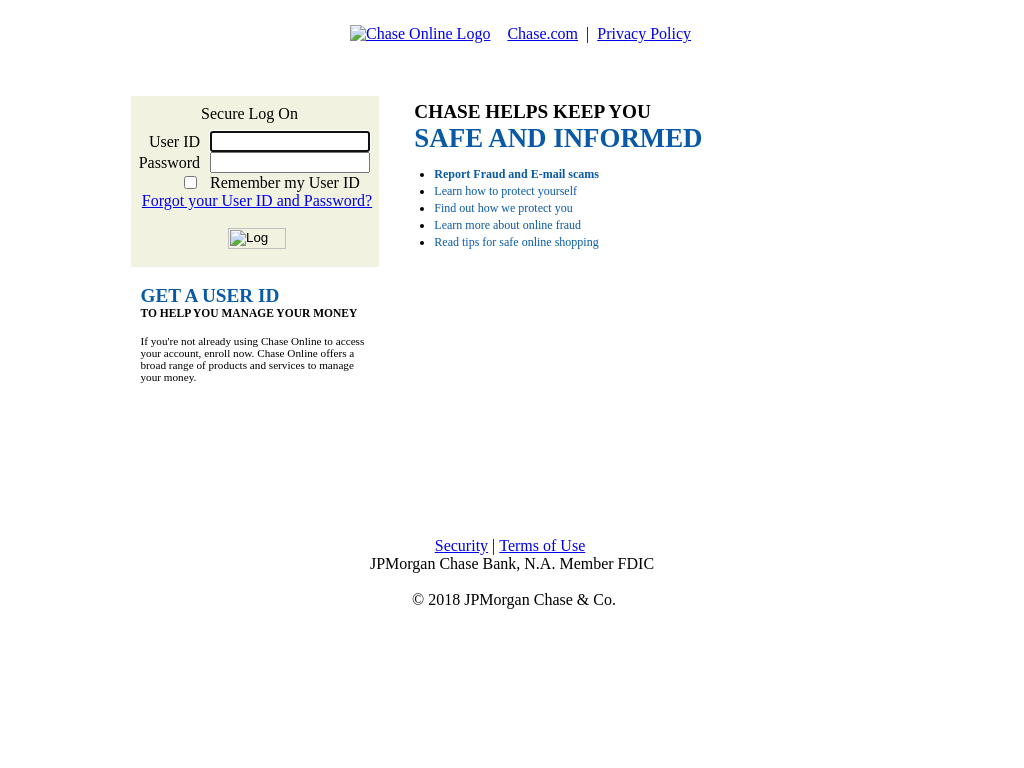 Chase Online Logo Chase.com | Privacy Policy
Secure Log On
User ID
Password
Remember my User ID
Forgot your User ID and Password?
Log
CHASE HELPS KEEP YOU
SAFE AND INFORMED
Report Fraud and E-mail scams
Learn how to protect yourself
Find out how we protect you
Learn more about online fraud
Read tips for safe online shopping
GET A USER ID
TO HELP YOU MANAGE YOUR MONEY
If you're not already using Chase Online to access
your account, enroll now. Chase Online offers a
broad range of products and services to manage
your money.
Security | Terms of Use
JPMorgan Chase Bank, N.A. Member FDIC
© 2018 JPMorgan Chase & Co.